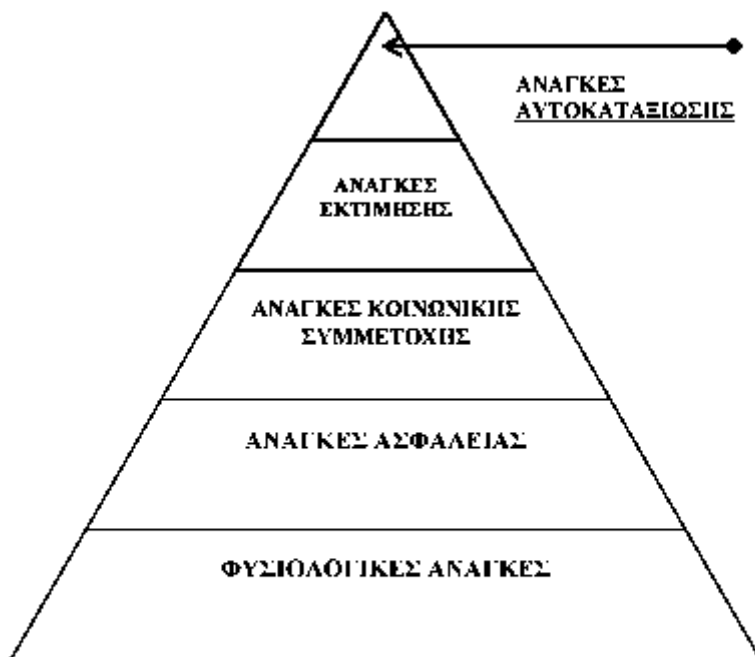 ΑΝΑΓΚΕΣ
ΑΥΤΟΚΑΤΑΞΙΩΣΗΣ
ΑΝΑΓΚΕΣ
ΕΚΤΙΜΗΣΗΣ
ΑΝΑΓΚΕΣ ΚΟΙΝΩΝΙΚΗΣ
ΣΥΜΜΕΤΟΧΗΣ
ΑΝΑΓΚΕΣ ΑΣΦΑΛΕΙΑΣ
ΦΥΣΙΟΛΟΓΙΚΕΣ ΑΝΑΓΚΕΣ